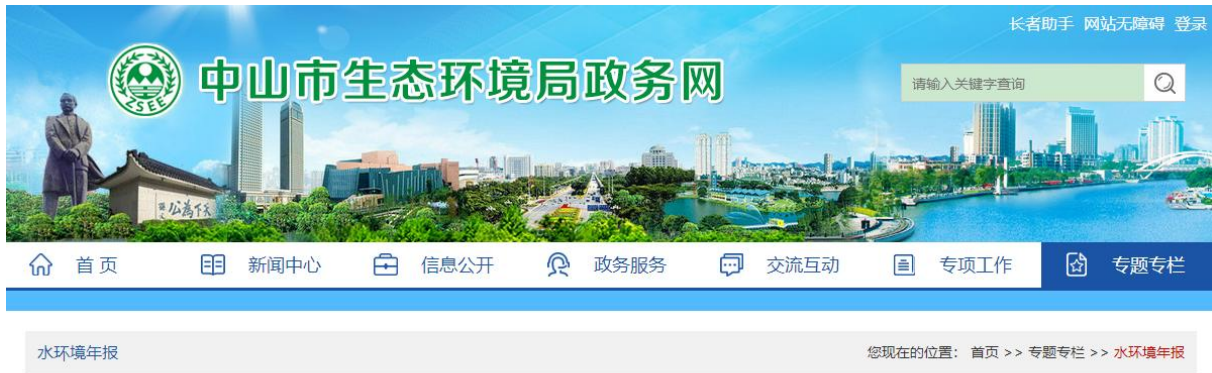 长者助手 网站无障碍 登录
中山市生态环境局政务网
ZSEE
请输入关键字查询
天下為公
首页 新闻中心 信息公开 政务服务 交流互动 专项工作 专题专栏
水环境年报 您现在的位置： 首页 >> 专题专栏 >> 水环境年报